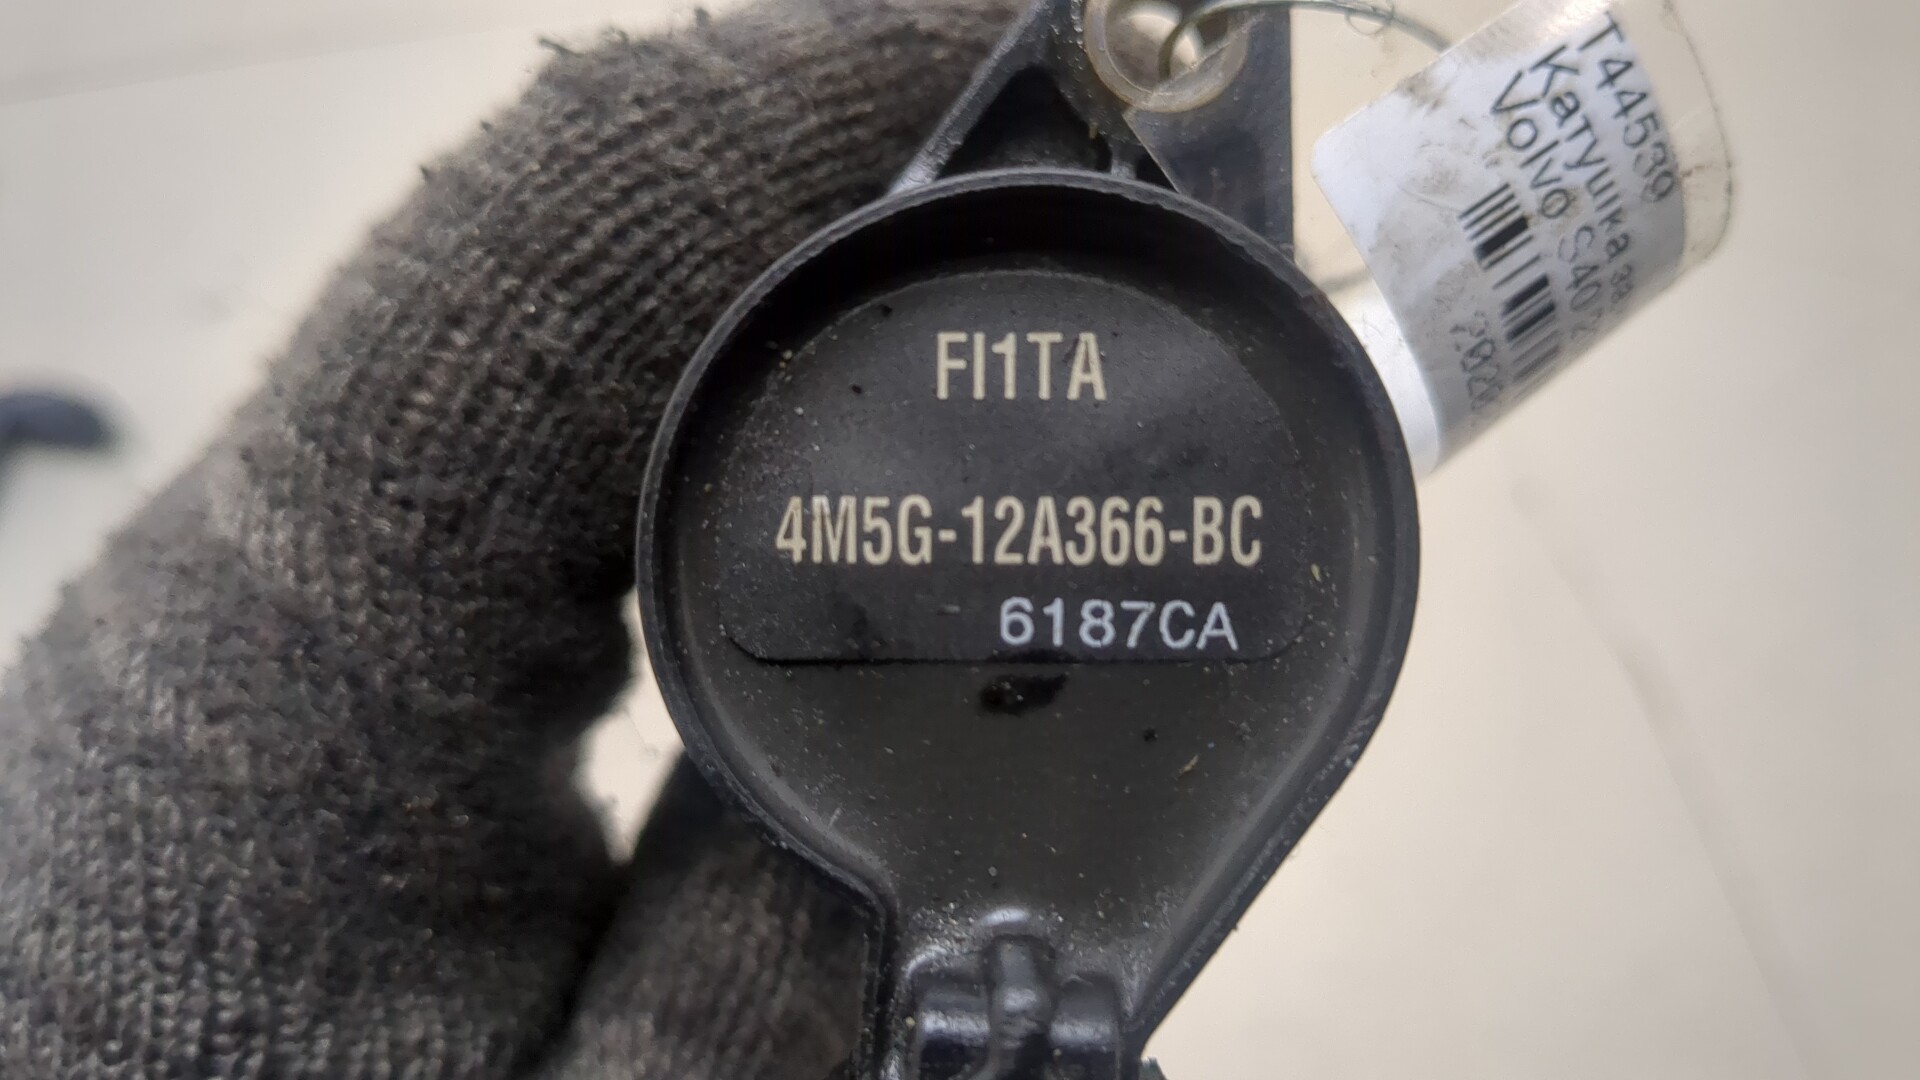 FI1TA
4M5G-12A366-BC
6187CA
T44539
Катушка
Volvo S40